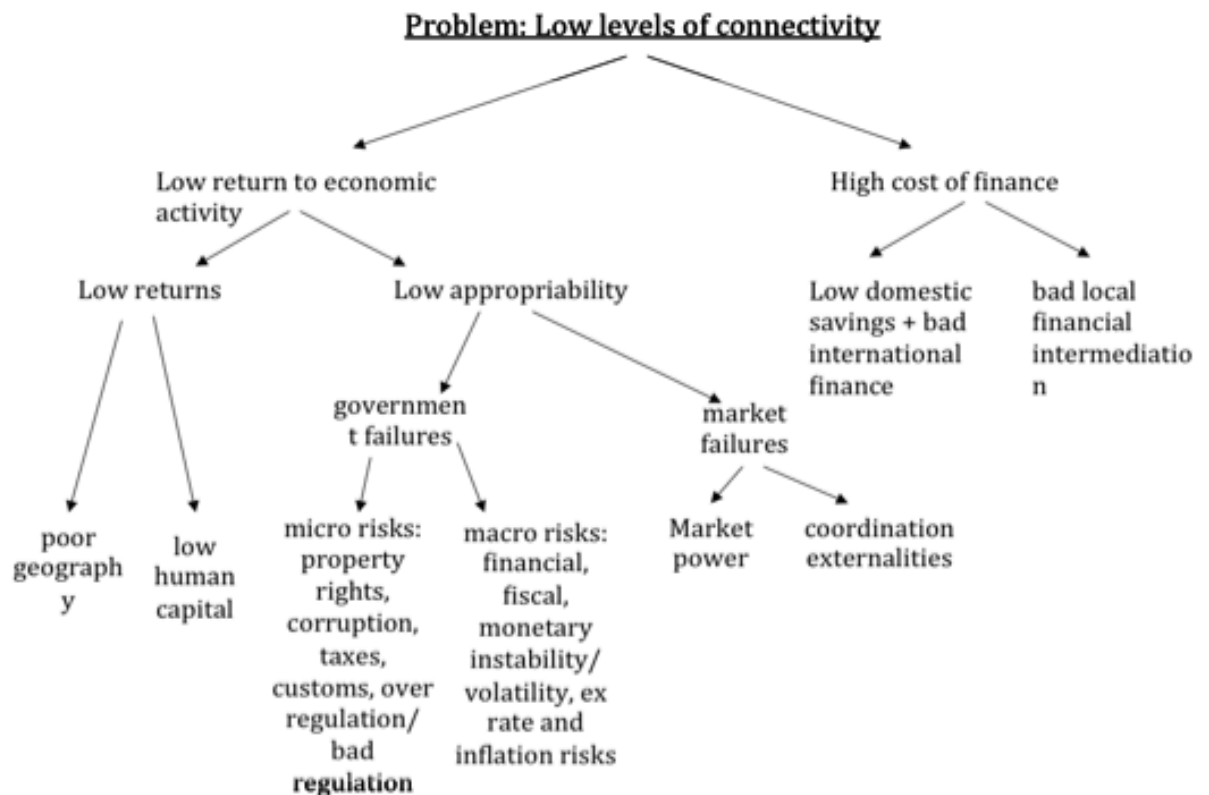 Problem: Low levels of connectivity
Low return to economic
activity
High cost of finance
Low returns
Low appropriability
Low domestic
savings + bad
international
finance
bad local
financial
intermediatio
n
governmen
t failures
market
failures
poor
geograph
y
low
human
capital
micro risks:
property
rights,
corruption,
taxes,
customs, over
regulation/
bad
regulation
macro risks:
financial,
fiscal,
monetary
instability/
volatility, ex
rate and
inflation risks
Market
power
coordination
externalities